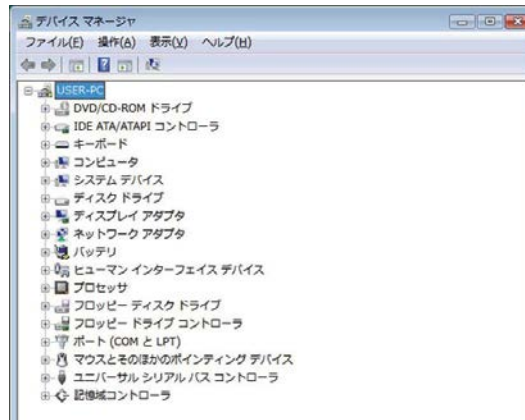 デバイス マネージャ
ファイル(F) 操作(A) 表示(V) ヘルプ(H)
USER-PC
DVD/CD-ROM ドライブ
IDE ATA/ATAPI コントローラ
キーボード
コンピュータ
システム デバイス
ディスク ドライブ
ディスプレイ アダプタ
ネットワーク アダプタ
バッテリ
ヒューマン インターフェイス デバイス
プロセッサ
フロッピー ディスク ドライブ
フロッピー ドライブ コントローラ
ポート (COM と LPT)
マウスとそのほかのポインティング デバイス
ユニバーサル シリアル バス コントローラ
記憶域コントローラ